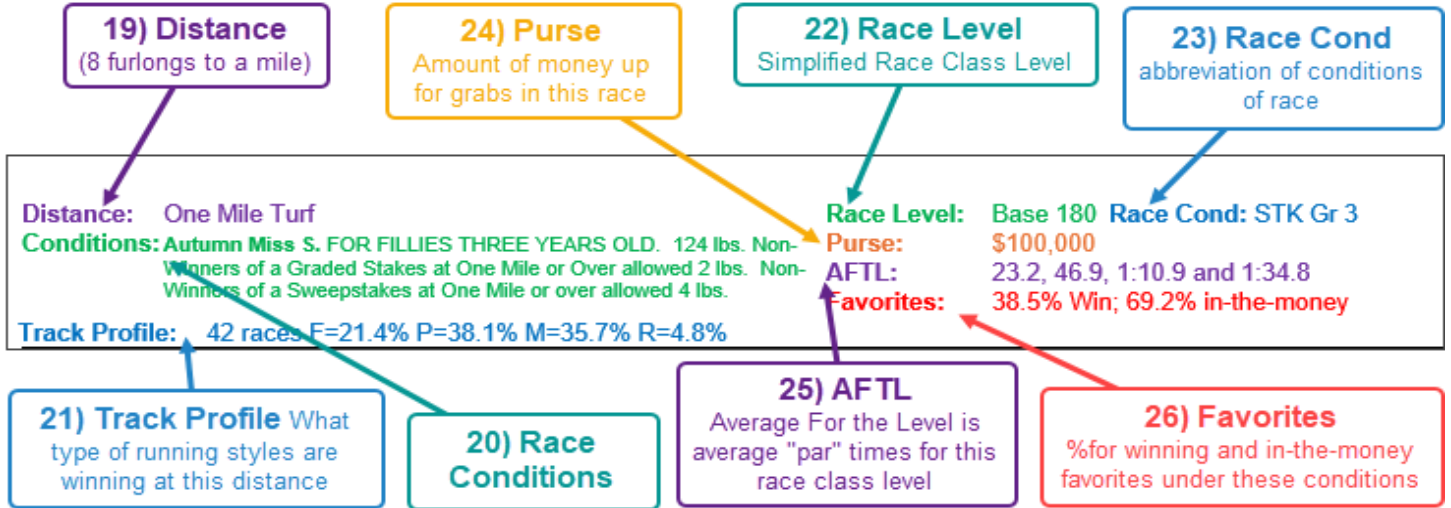 19) Distance
(8 furlongs to a mile)
24) Purse
Amount of money up
for grabs in this race
22) Race Level
Simplified Race Class Level
23) Race Cond
abbreviation of conditions
of race
Distance: One Mile Turf
Conditions: Autumn Miss S. FOR FILLIES THREE YEARS OLD. 124 lbs. Non-
Winners of a Graded Stakes at One Mile or Over allowed 2 lbs. Non-
Winners of a Sweepstakes at One Mile or over allowed 4 lbs.
Race Level: Base 180 Race Cond: STK Gr 3
Purse: $100,000
AFTL: 23.2, 46.9, 1:10.9 and 1:34.8
Favorites: 38.5% Win; 69.2% in-the-money
Track Profile: 42 races F=21.4% P=38.1% M=35.7% R=4.8%
21) Track Profile What
type of running styles are
winning at this distance
20) Race
Conditions
25) AFTL
Average For the Level is
average "par" times for this
race class level
26) Favorites
%for winning and in-the-money
favorites under these conditions